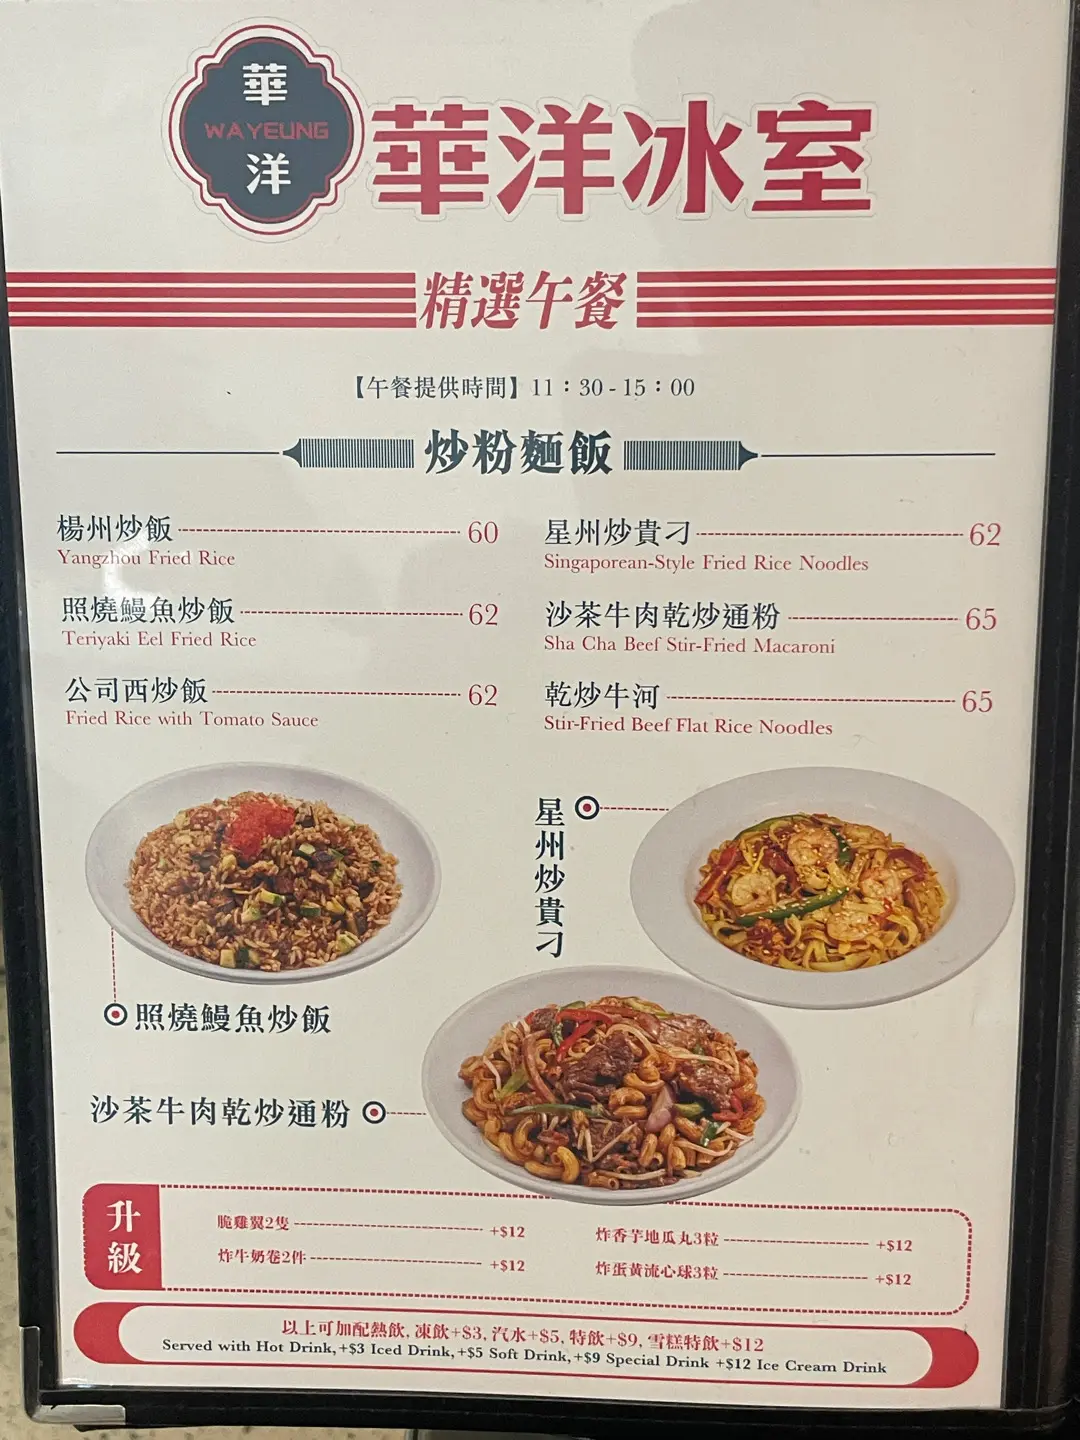 華
WAYEUNG
洋
華洋冰室
精選午餐
【午餐提供時間】11：30-15：00
炒粉麵飯
楊州炒飯 60
Yangzhou Fried Rice
照燒鰻魚炒飯 62
Teriyaki Eel Fried Rice
公司西炒飯 62
Fried Rice with Tomato Sauce
星州炒貴刁 62
Singaporean-Style Fried Rice Noodles
沙茶牛肉乾炒通粉 65
Sha Cha Beef Stir-Fried Macaroni
乾炒牛河 65
Stir-Fried Beef Flat Rice Noodles
星州炒貴刁
照燒鰻魚炒飯
沙茶牛肉乾炒通粉
升級
脆雞翼2隻 +$12
炸牛奶卷2件 +$12
炸香芋地瓜丸3粒 +$12
炸蛋黃流心球3粒 +$12
以上可加配熱飲, 凍飲+$3, 汽水+$5, 特飲+$9, 雪糕特飲+$12
Served with Hot Drink, +$3 Iced Drink, +$5 Soft Drink, +$9 Special Drink +$12 Ice Cream Drink